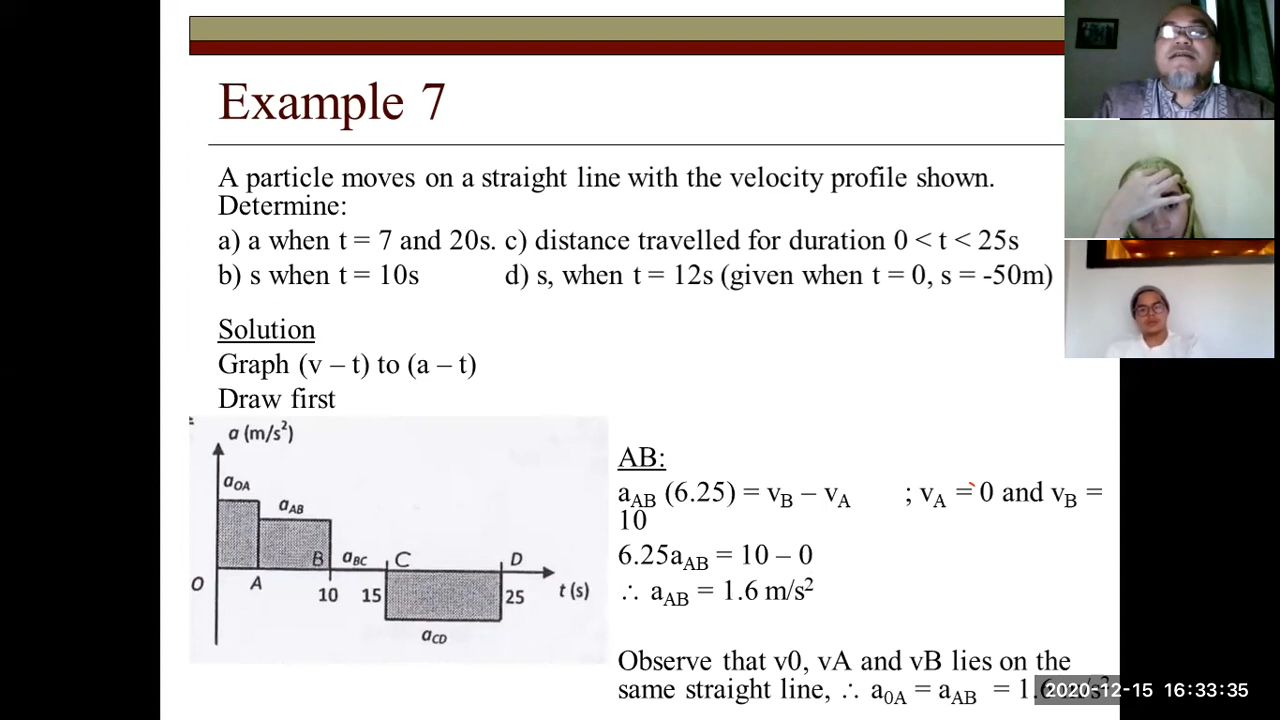 Example 7
A particle moves on a straight line with the velocity profile shown.
Determine:
a) a when t = 7 and 20s. c) distance travelled for duration 0 < t < 25s
b) s when t = 10s d) s, when t = 12s (given when t = 0, s = -50m)
Solution
Graph (v – t) to (a – t)
Draw first
a (m/s²)
aOA
aAB
B aBC C D
O A 10 15 25 t (s)
aCD
AB:
aAB (6.25) = vB – vA ; vA = 0 and vB =
10
6.25aAB = 10 – 0
∴ aAB = 1.6 m/s²
Observe that v0, vA and vB lies on the
same straight line, ∴ a0A = aAB = 1.
2020-12-15 16:33:35